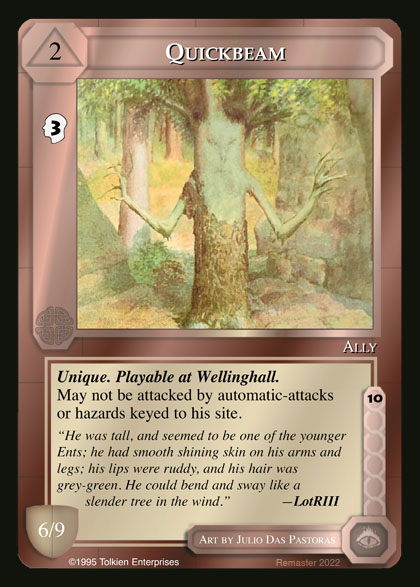 2
QUICKBEAM
3
ALLY
Unique. Playable at Wellinghall.
May not be attacked by automatic-attacks
or hazards keyed to his site.
10
“He was tall, and seemed to be one of the younger
Ents; he had smooth shining skin on his arms and
legs; his lips were ruddy, and his hair was
grey-green. He could bend and sway like a
slender tree in the wind.” —LotRIII
6/9
ART BY JULIO DAS PASTORAS
©1995 Tolkien Enterprises
Remaster 2022